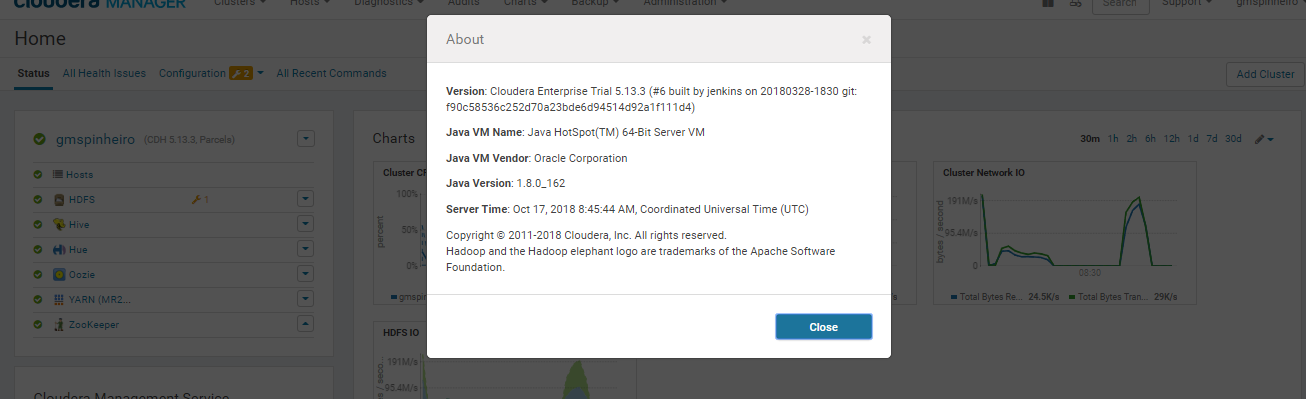 cloudera MANAGER Clusters Hosts Diagnostics Audits Charts Backup Administration Search Support gmspinheiro
Home
Status All Health Issues Configuration 2 All Recent Commands Add Cluster
gmspinheiro (CDH 5.13.3, Parcels)
Hosts
HDFS 1
Hive
Hue
Oozie
YARN (MR2...
ZooKeeper
Cloudera Management Service
Charts 30m 1h 2h 6h 12h 1d 7d 30d
Cluster
100%
50%
0%
percent
Cluster Network IO
bytes / second
191M/s
95.4M/s
0
08:30
Total Bytes Re... 24.5K/s Total Bytes Tran... 29K/s
HDFS IO
191M/s
95.4M/s
About ×
Version: Cloudera Enterprise Trial 5.13.3 (#6 built by jenkins on 20180328-1830 git:
f90c58536c252d70a23bde6d94514d92a1f111d4)
Java VM Name: Java HotSpot(TM) 64-Bit Server VM
Java VM Vendor: Oracle Corporation
Java Version: 1.8.0_162
Server Time: Oct 17, 2018 8:45:44 AM, Coordinated Universal Time (UTC)
Copyright © 2011-2018 Cloudera, Inc. All rights reserved.
Hadoop and the Hadoop elephant logo are trademarks of the Apache Software
Foundation.
Close